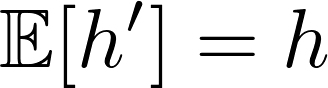 𝔼[h′] = h